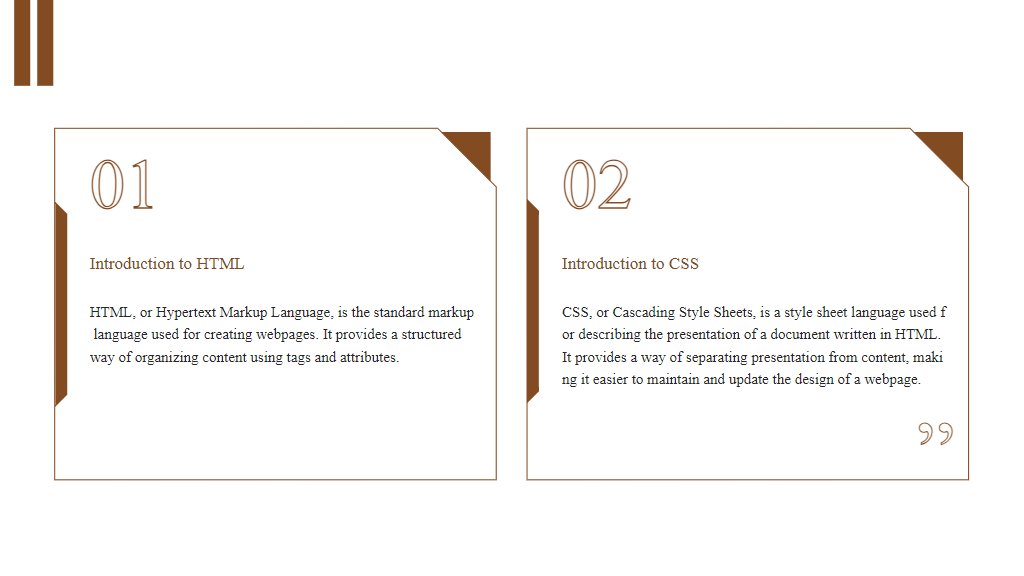 01
Introduction to HTML
HTML, or Hypertext Markup Language, is the standard markup
language used for creating webpages. It provides a structured
way of organizing content using tags and attributes.
02
Introduction to CSS
CSS, or Cascading Style Sheets, is a style sheet language used f
or describing the presentation of a document written in HTML.
It provides a way of separating presentation from content, maki
ng it easier to maintain and update the design of a webpage.
”